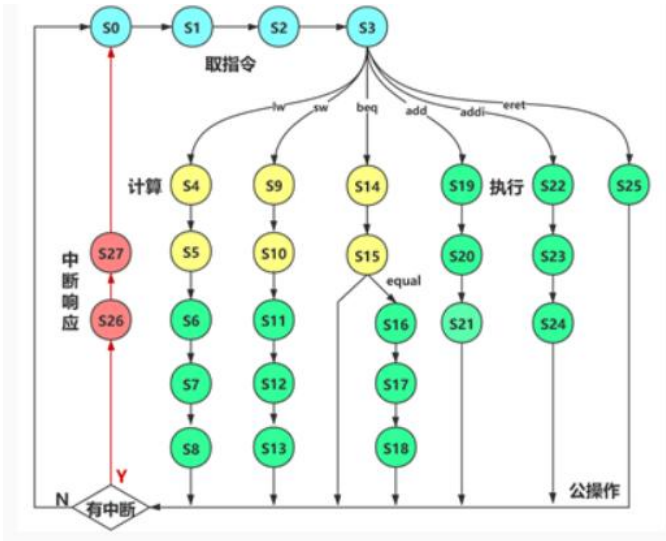 S0 S1 S2 S3
取指令
lw sw beq add addi eret
计算 S4 S9 S14 S19 执行 S22 S25
中断响应
S27 S5 S10 S15 S20 S23
equal
S26 S6 S11 S16 S21 S24
S7 S12 S17
S8 S13 S18
Y
N 有中断 公操作